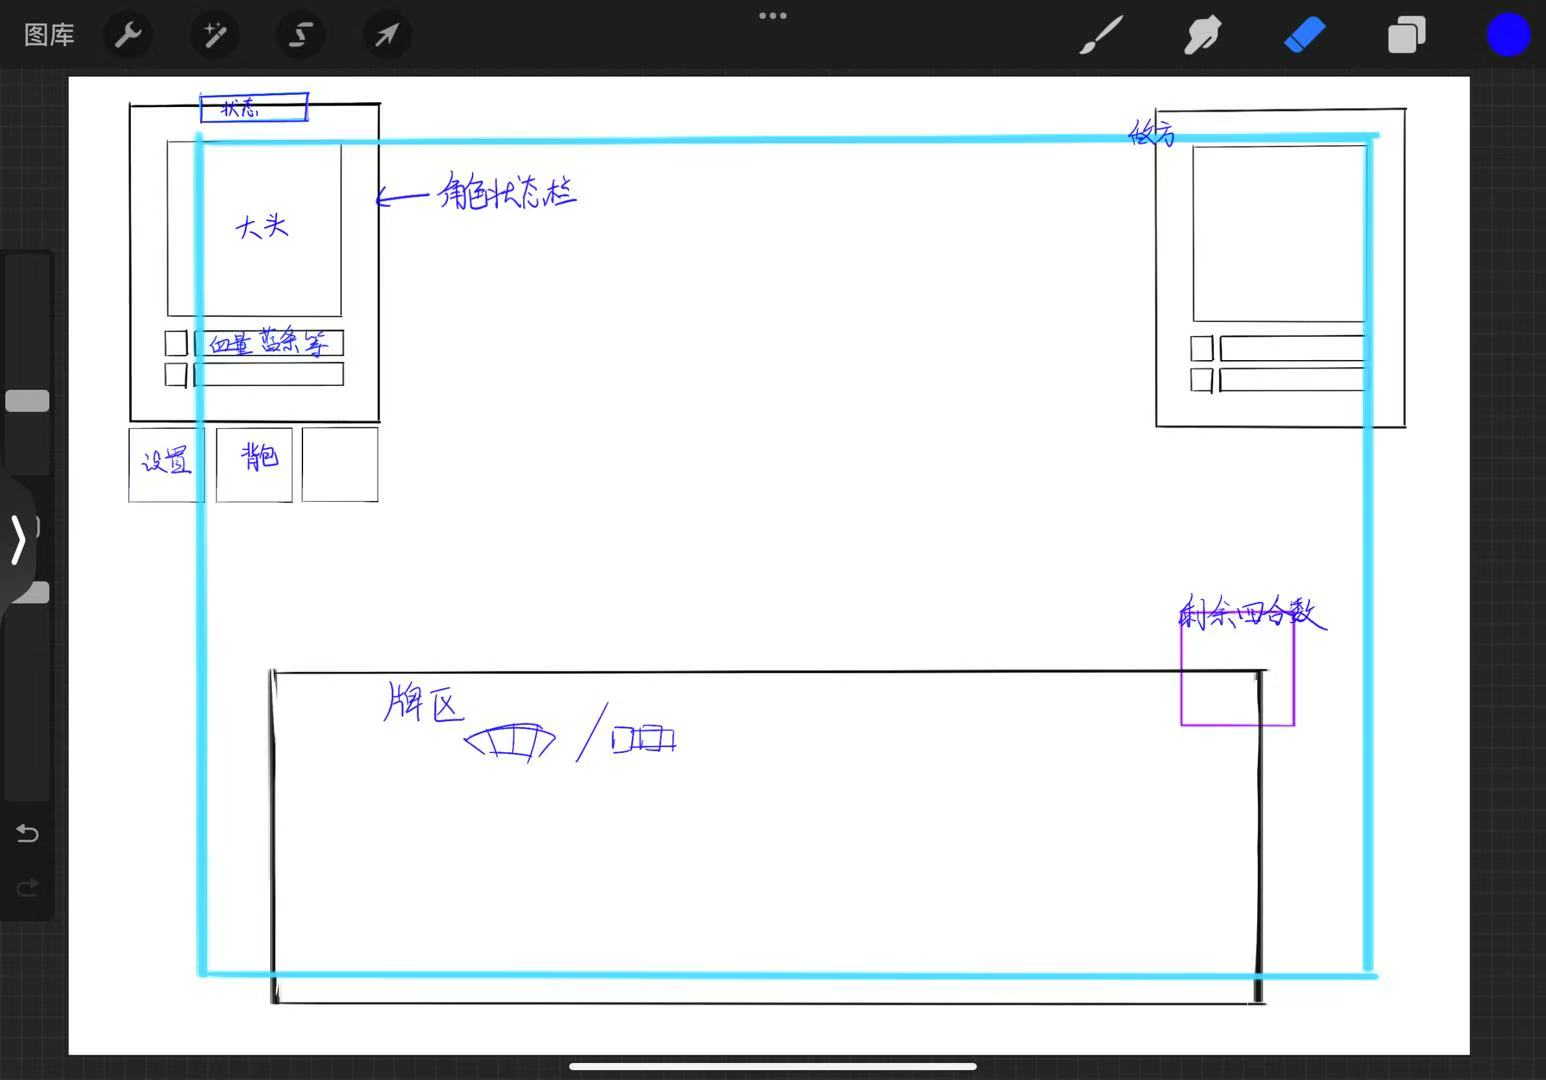 图库
状态
敌方
角色状态栏
大头
血量 蓝条等
设置
背包
剩余回合数
牌区